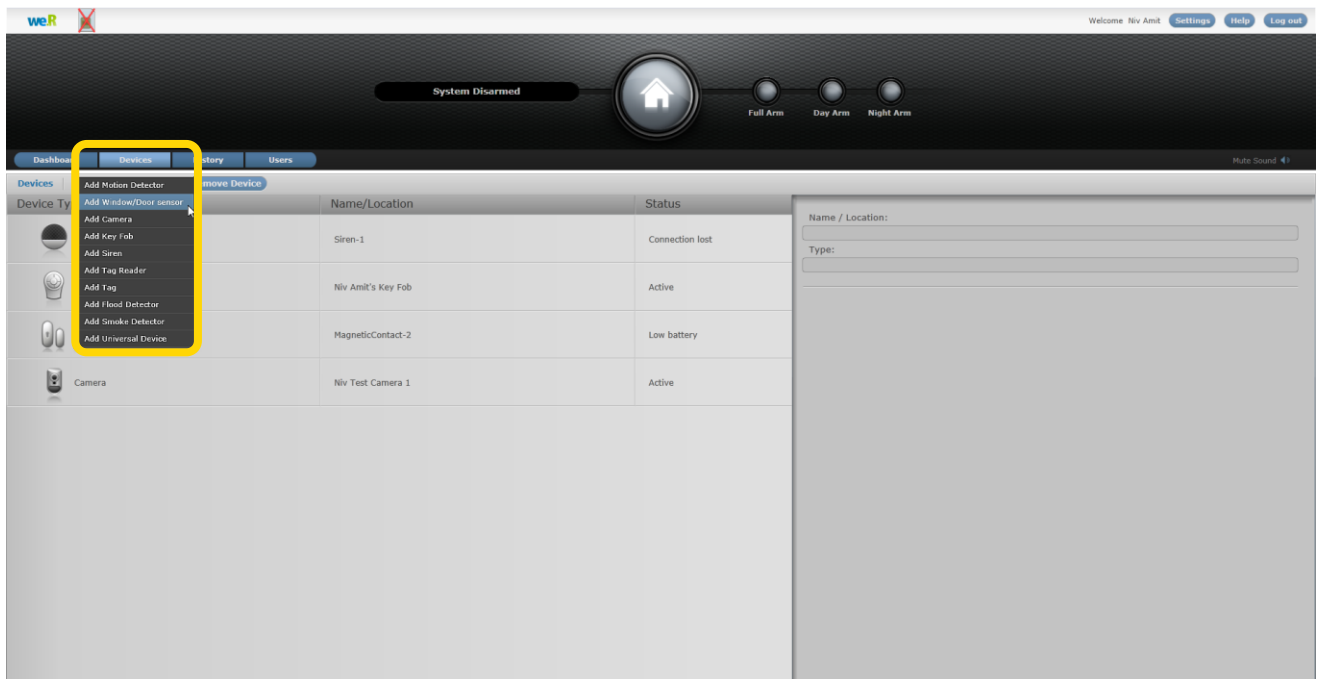 weR
Welcome Niv Amit Settings Help Log out
System Disarmed
Full Arm Day Arm Night Arm
Devices Users
Mute Sound
Devices
Add Motion Detector
Add Window/Door sensor
Add Camera
Add Key Fob
Add Siren
Add Tag Reader
Add Tag
Add Flood Detector
Add Smoke Detector
Add Universal Device
Device
Device Name/Location Status
Siren-1 Connection lost
Niv Amit's Key Fob Active
MagneticContact-2 Low battery
Camera Niv Test Camera 1 Active
Name / Location:
Type: